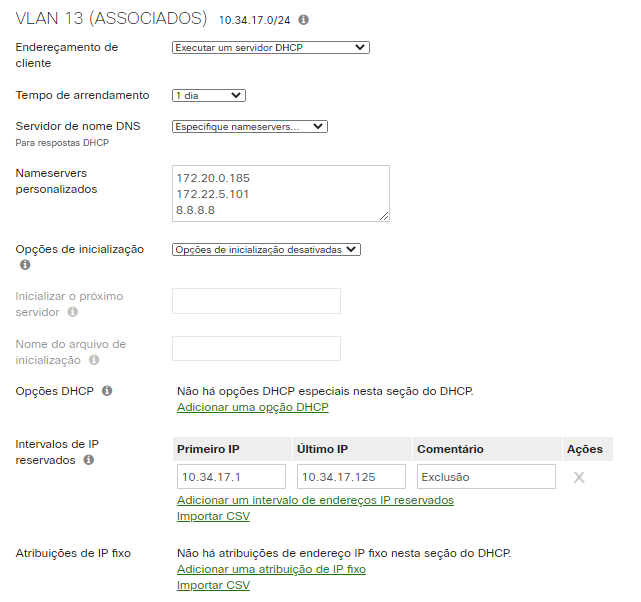 VLAN 13 (ASSOCIADOS) 10.34.17.0/24
Endereçamento de
cliente
Executar um servidor DHCP
Tempo de arrendamento
1 dia
Servidor de nome DNS
Para respostas DHCP
Especifique nameservers...
Nameservers
personalizados
172.20.0.185
172.22.5.101
8.8.8.8
Opções de inicialização
Opções de inicialização desativadas
Inicializar o próximo
servidor
Nome do arquivo de
inicialização
Opções DHCP
Não há opções DHCP especiais nesta seção do DHCP.
Adicionar uma opção DHCP
Intervalos de IP
reservados
Primeiro IP Último IP Comentário Ações
10.34.17.1 10.34.17.125 Exclusão X
Adicionar um intervalo de endereços IP reservados
Importar CSV
Atribuições de IP fixo
Não há atribuições de endereço IP fixo nesta seção do DHCP.
Adicionar uma atribuição de IP fixo
Importar CSV